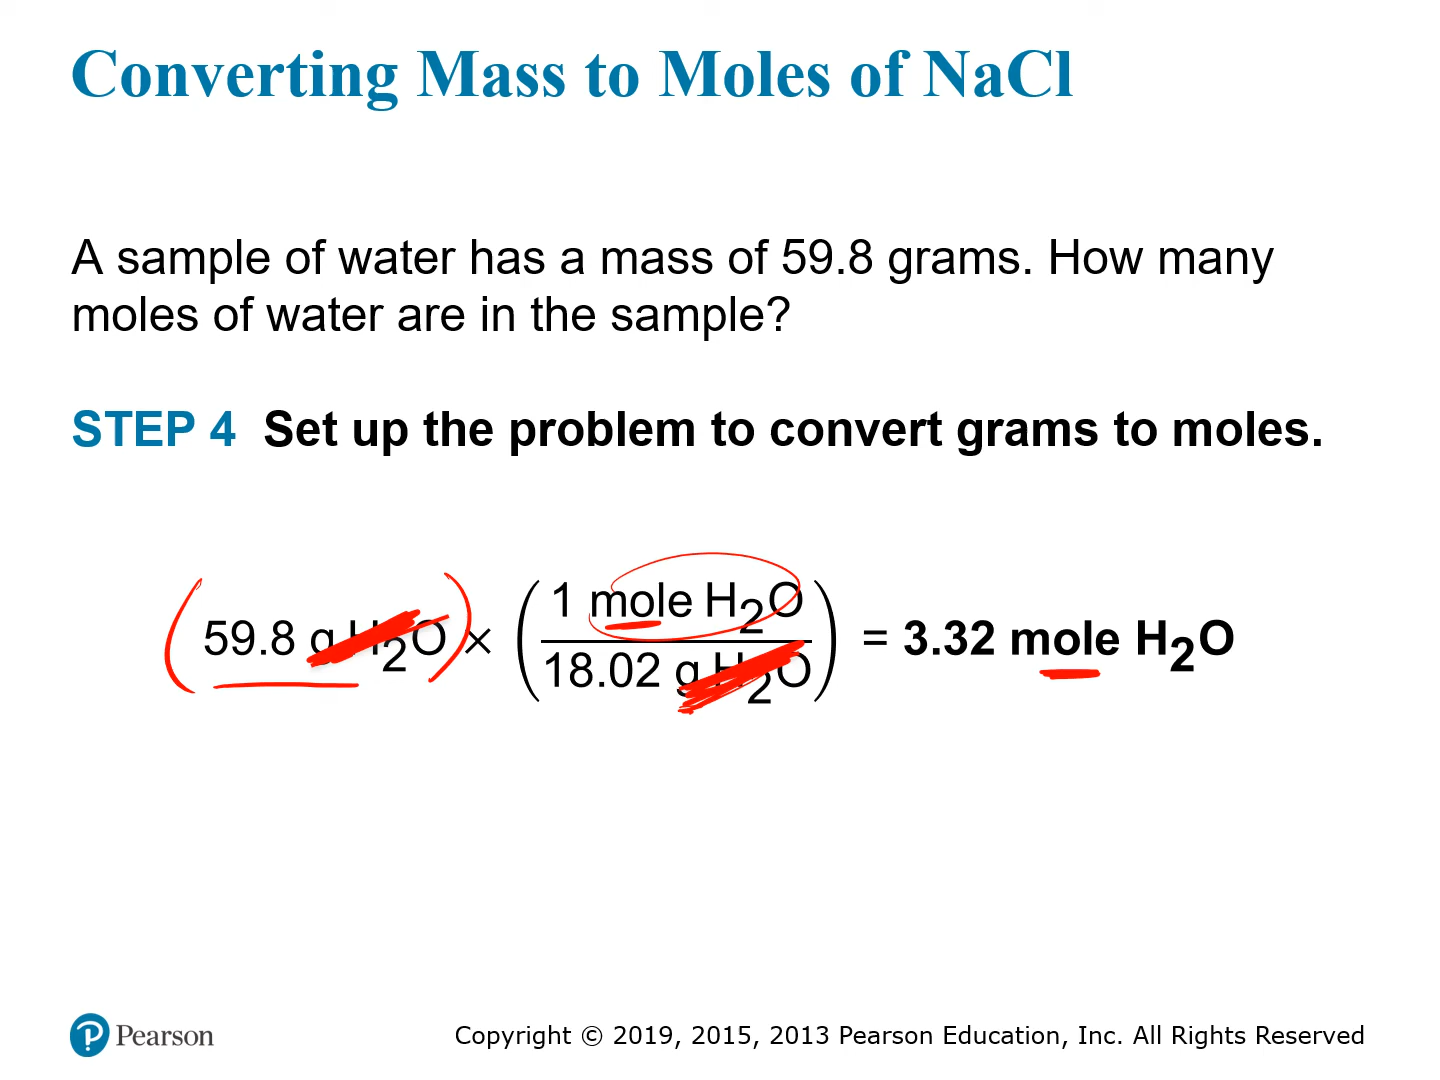 Converting Mass to Moles of NaCl
A sample of water has a mass of 59.8 grams. How many
moles of water are in the sample?
STEP 4 Set up the problem to convert grams to moles.
59.8 g H₂O × (1 mole H₂O / 18.02 g H₂O) = 3.32 mole H₂O
Pearson
Copyright © 2019, 2015, 2013 Pearson Education, Inc. All Rights Reserved